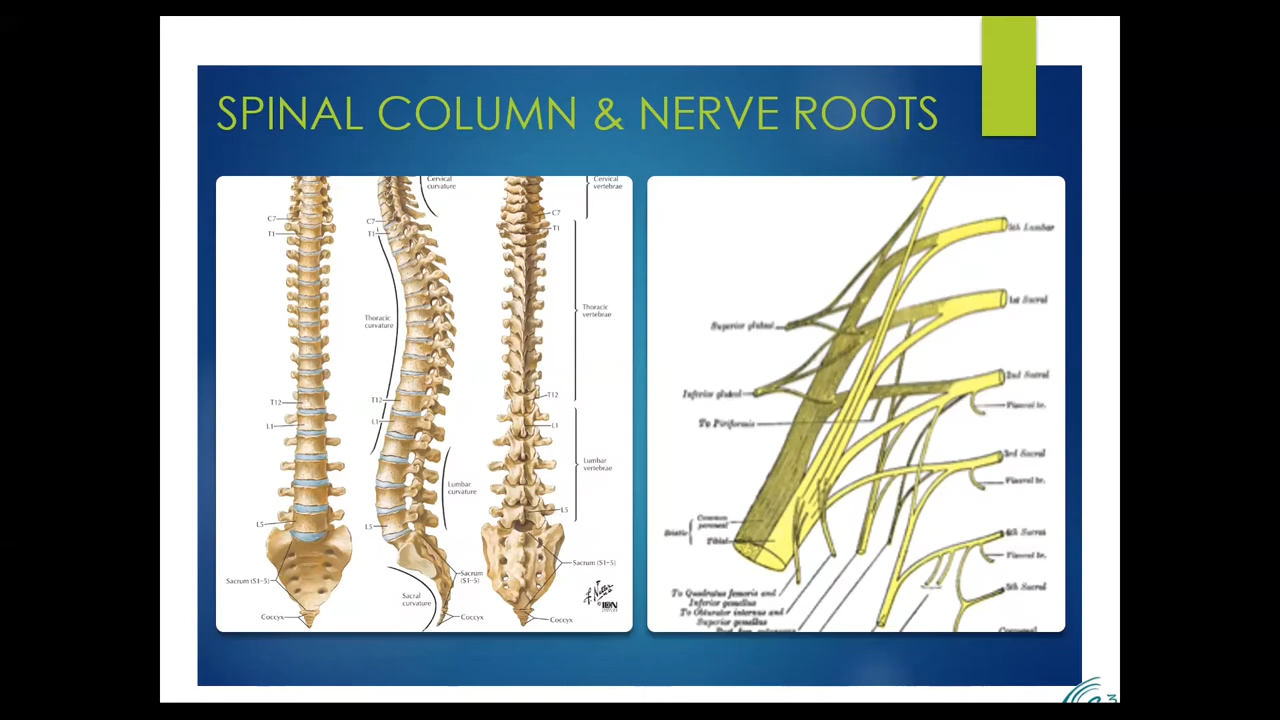 SPINAL COLUMN & NERVE ROOTS
Cervical
curvature
Cervical
vertebrae
C7
C7
C7
T1
T1
T1
Thoracic
curvature
Thoracic
vertebrae
T12
T12
T12
L1
L1
L1
Lumbar
curvature
Lumbar
vertebrae
L5
L5
L5
Sacrum (S1-5)
Sacrum
(S1-5)
Sacrum (S1-5)
Sacral
curvature
Coccyx
Coccyx
Coccyx
5th Lumbar
1st Sacral
Superior gluteal
2nd Sacral
Inferior gluteal
Visceral br.
To Piriformis
3rd Sacral
Visceral br.
Common
peroneal
Sciatic
Tibial
4th Sacral
Visceral br.
5th Sacral
To Quadratus femoris and
Inferior gemellus
To Obturator internus and
Superior gemellus
3